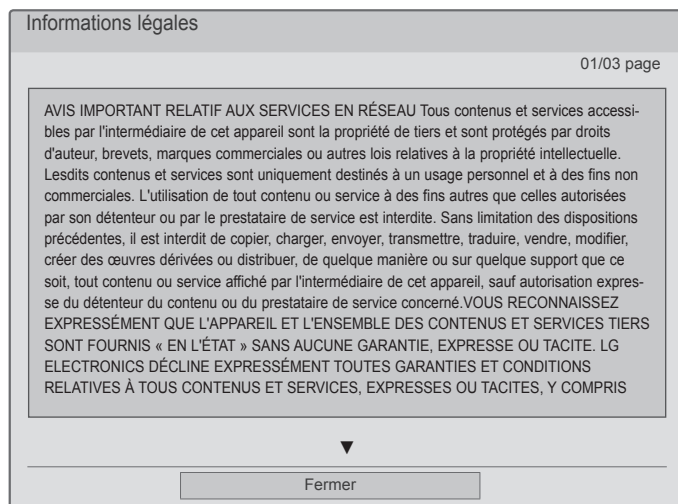 Informations légales
01/03 page
AVIS IMPORTANT RELATIF AUX SERVICES EN RÉSEAU Tous contenus et services accessi-
bles par l'intermédiaire de cet appareil sont la propriété de tiers et sont protégés par droits
d'auteur, brevets, marques commerciales ou autres lois relatives à la propriété intellectuelle.
Lesdits contenus et services sont uniquement destinés à un usage personnel et à des fins non
commerciales. L'utilisation de tout contenu ou service à des fins autres que celles autorisées
par son détenteur ou par le prestataire de service est interdite. Sans limitation des dispositions
précédentes, il est interdit de copier, charger, envoyer, transmettre, traduire, vendre, modifier,
créer des œuvres dérivées ou distribuer, de quelque manière ou sur quelque support que ce
soit, tout contenu ou service affiché par l'intermédiaire de cet appareil, sauf autorisation expres-
se du détenteur du contenu ou du prestataire de service concerné.VOUS RECONNAISSEZ
EXPRESSÉMENT QUE L'APPAREIL ET L'ENSEMBLE DES CONTENUS ET SERVICES TIERS
SONT FOURNIS « EN L'ÉTAT » SANS AUCUNE GARANTIE, EXPRESSE OU TACITE. LG
ELECTRONICS DÉCLINE EXPRESSÉMENT TOUTES GARANTIES ET CONDITIONS
RELATIVES À TOUS CONTENUS ET SERVICES, EXPRESSES OU TACITES, Y COMPRIS
▼
Fermer